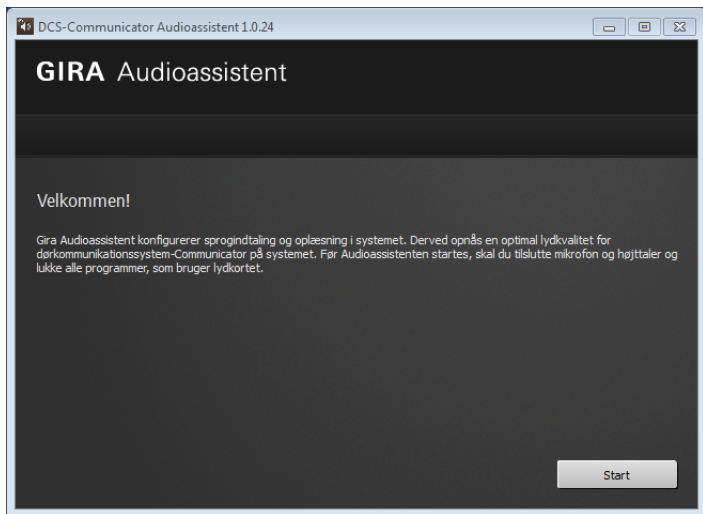 DCS-Communicator Audioassistent 1.0.24
GIRA Audioassistent
Velkommen!
Gira Audioassistent konfigurerer sprogindtaling og oplæsning i systemet. Derved opnås en optimal lydkvalitet for
dørkommunikationssystem-Communicator på systemet. Før Audioassistenten startes, skal du tilslutte mikrofon og højttaler og
lukke alle programmer, som bruger lydkortet.
Start